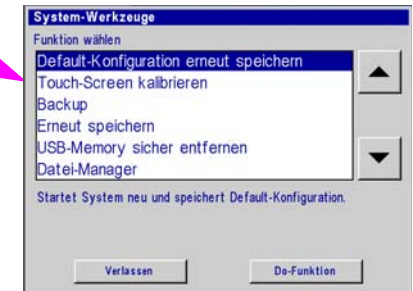 System-Werkzeuge
Funktion wählen
Default-Konfiguration erneut speichern
Touch-Screen kalibrieren
Backup
Erneut speichern
USB-Memory sicher entfernen
Datei-Manager
Startet System neu und speichert Default-Konfiguration.
Verlassen
Do-Funktion